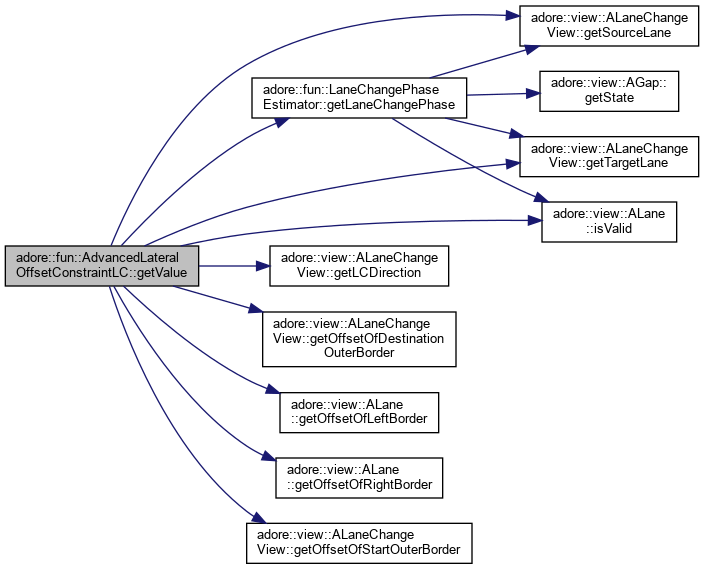 adore::view::ALaneChange
View::getSourceLane
adore::fun::LaneChangePhase
Estimator::getLaneChangePhase
adore::view::AGap::
getState
adore::view::ALaneChange
View::getTargetLane
adore::view::ALane
::isValid
adore::fun::AdvancedLateral
OffsetConstraintLC::getValue
adore::view::ALaneChange
View::getLCDirection
adore::view::ALaneChange
View::getOffsetOfDestination
OuterBorder
adore::view::ALane
::getOffsetOfLeftBorder
adore::view::ALane
::getOffsetOfRightBorder
adore::view::ALaneChange
View::getOffsetOfStartOuterBorder